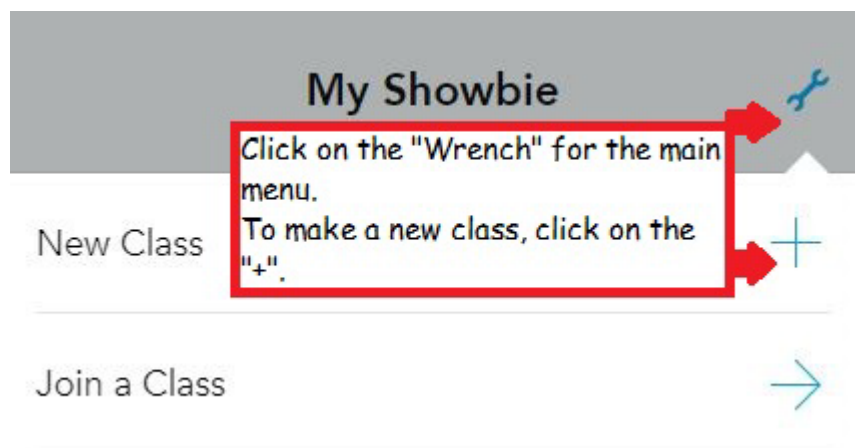 My Showbie
Click on the "Wrench" for the main
menu.
To make a new class, click on the
"+".
New Class
Join a Class